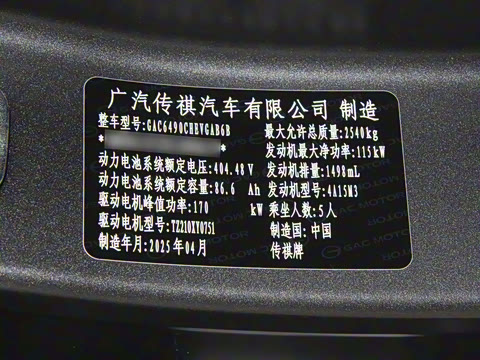 广汽传祺汽车有限公司 制造
整车型号:GAC6490CHEVGAB6B
最大允许总质量:2540kg
* *
发动机最大净功率:115kW
动力电池系统额定电压:404.48V
发动机排量:1498mL
动力电池系统额定容量:86.6 Ah
发动机型号:4A15M3
驱动电机峰值功率:170 kW
乘坐人数:5人
驱动电机型号:TZ210XY0751
制造国:中国
制造年月:2025年04月
传祺牌
GAC MOTOR